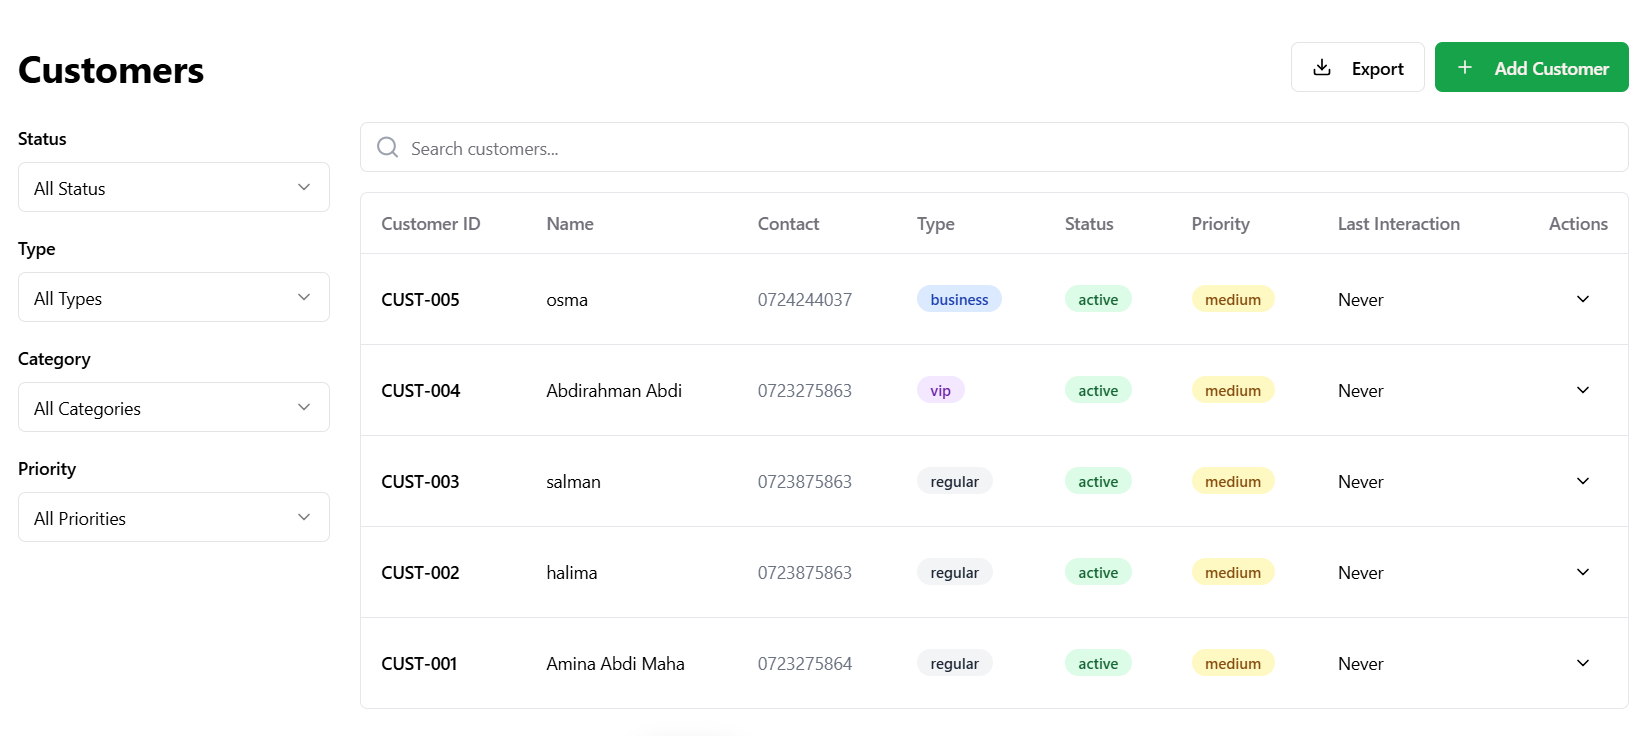 Customers
Export
Add Customer
Status
All Status
Type
All Types
Category
All Categories
Priority
All Priorities
Search customers...
Customer ID Name Contact Type Status Priority Last Interaction Actions
CUST-005 osma 0724244037 business active medium Never
CUST-004 Abdirahman Abdi 0723275863 vip active medium Never
CUST-003 salman 0723875863 regular active medium Never
CUST-002 halima 0723875863 regular active medium Never
CUST-001 Amina Abdi Maha 0723275864 regular active medium Never